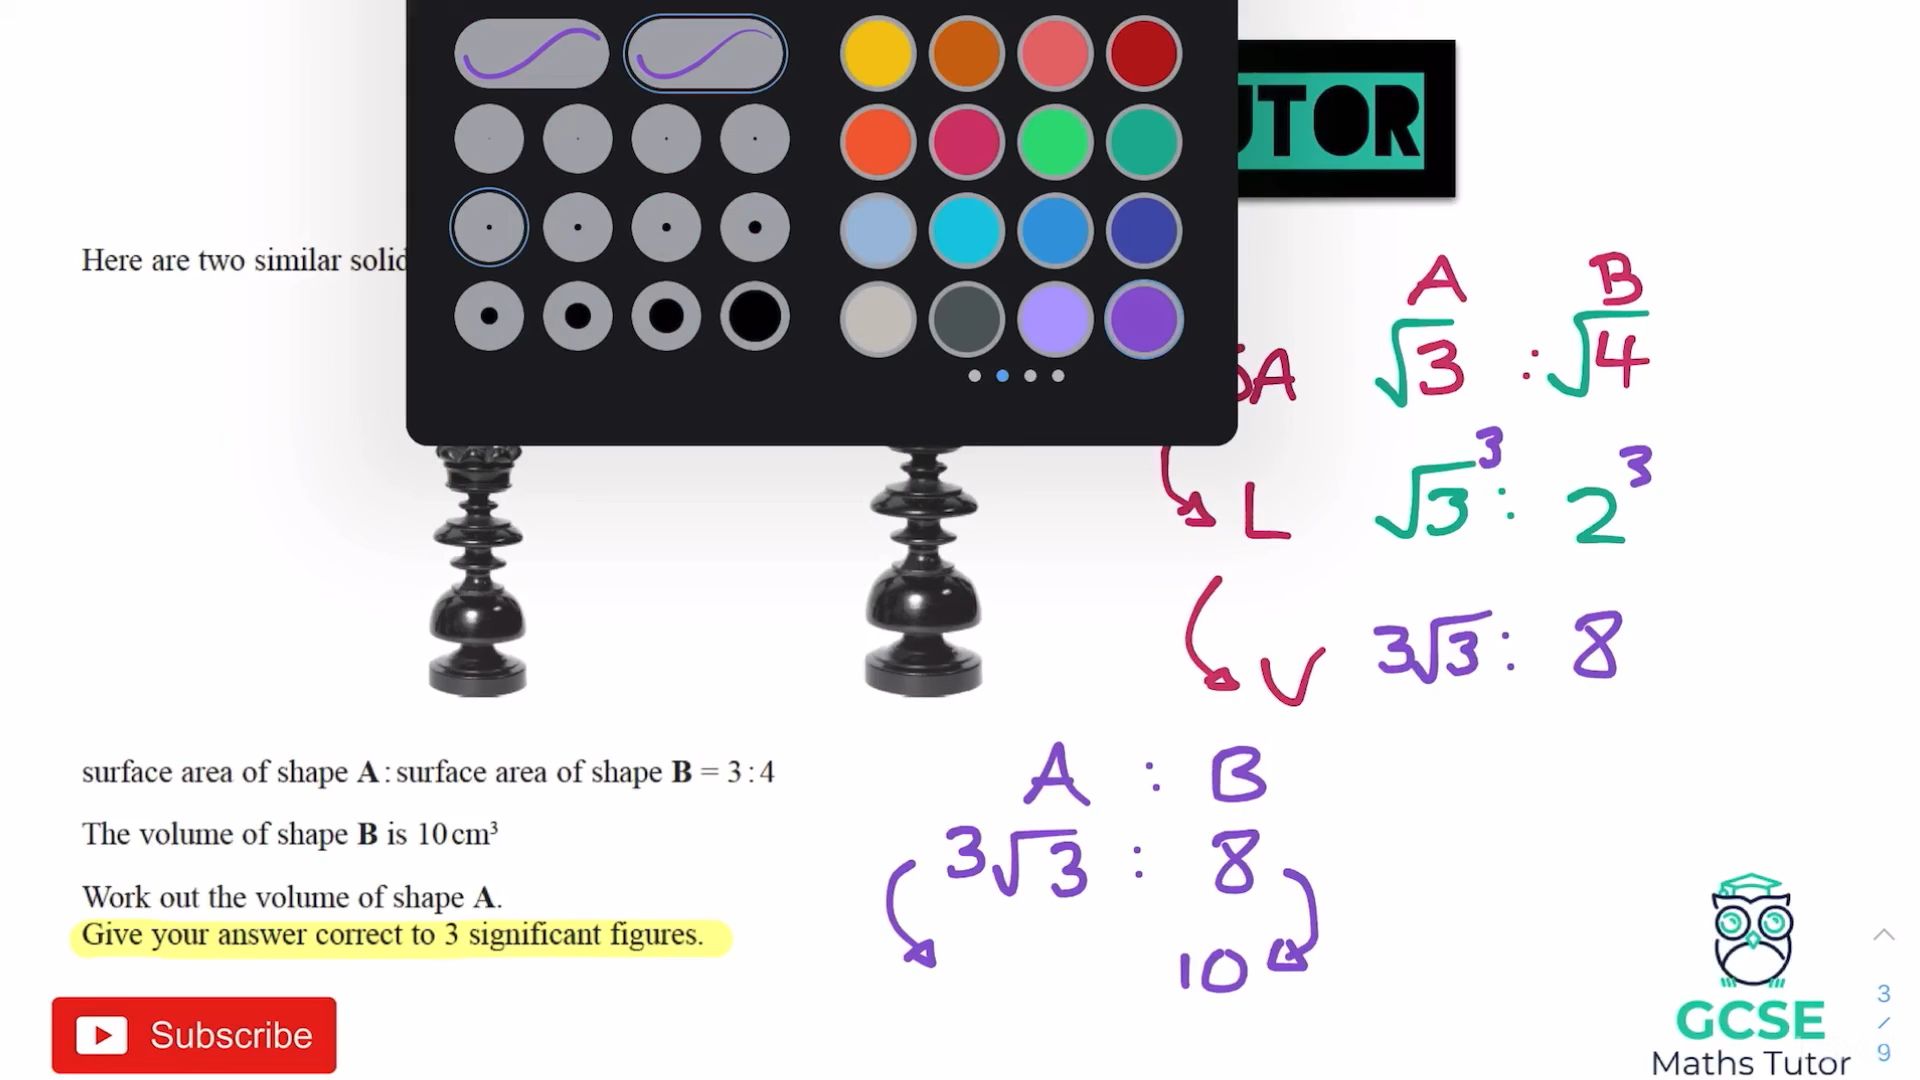 UTOR
Here are two similar solid
A B
√3 : √4
SA
L √3³ : 2³
V 3√3 : 8
surface area of shape A : surface area of shape B = 3 : 4
The volume of shape B is 10 cm³
Work out the volume of shape A.
Give your answer correct to 3 significant figures.
A : B
3√3 : 8
10
Subscribe
GCSE
Maths Tutor
3
/
9